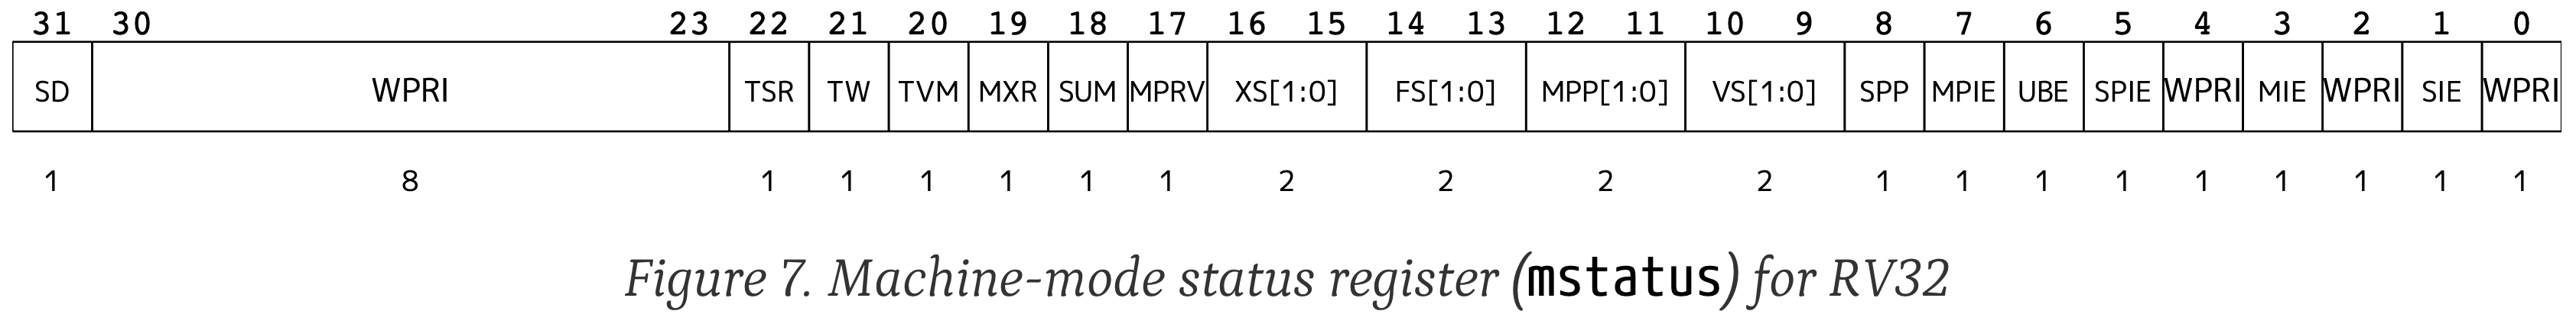 31 30 23 22 21 20 19 18 17 16 15 14 13 12 11 10 9 8 7 6 5 4 3 2 1 0
SD WPRI TSR TW TVM MXR SUM MPRV XS[1:0] FS[1:0] MPP[1:0] VS[1:0] SPP MPIE UBE SPIE WPRI MIE WPRI SIE WPRI
1 8 1 1 1 1 1 1 2 2 2 2 1 1 1 1 1 1 1 1 1
Figure 7. Machine-mode status register (mstatus) for RV32